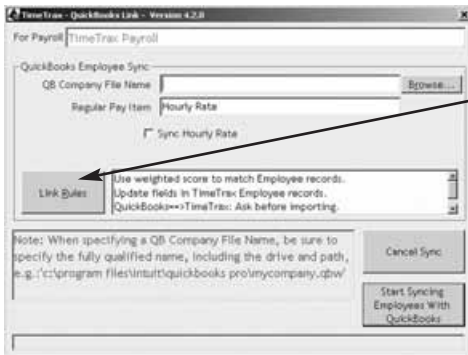 TimeTrax - QuickBooks Link - Version 4.2.0
For Payroll TimeTrax Payroll
QuickBooks Employee Sync
QB Company File Name Browse...
Regular Pay Item Hourly Rate
Sync Hourly Rate
Link Rules
Use weighted score to match Employee records.
Update fields in TimeTrax Employee records.
QuickBooks==>TimeTrax: Ask before importing.
Note: When specifying a QB Company File Name, be sure to
specify the fully qualified name, including the drive and path,
e.g.:'c:\program files\intuit\quickbooks pro\mycompany.qbw'
Cancel Sync
Start Syncing
Employees With
QuickBooks